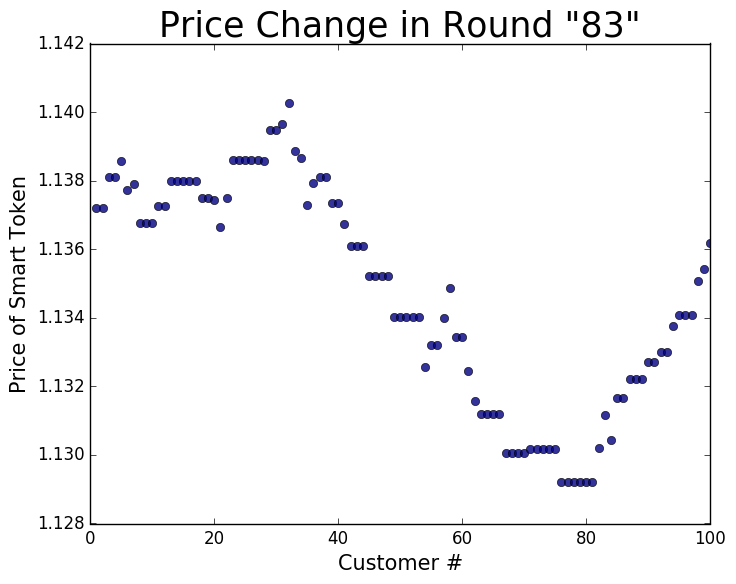 Price Change in Round "83"
1.142
1.140
1.138
1.136
1.134
1.132
1.130
1.128
Price of Smart Token
0 20 40 60 80 100
Customer #